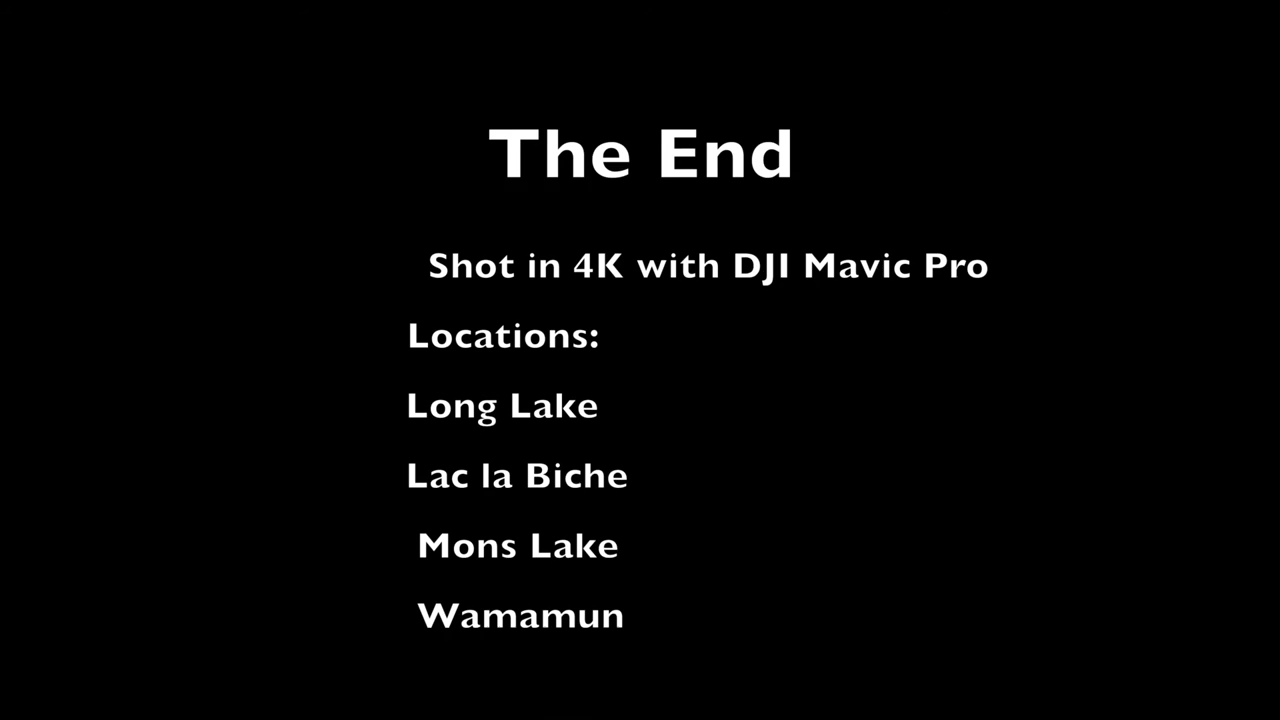 The End
Shot in 4K with DJI Mavic Pro
Locations:
Long Lake
Lac la Biche
Mons Lake
Wamamun